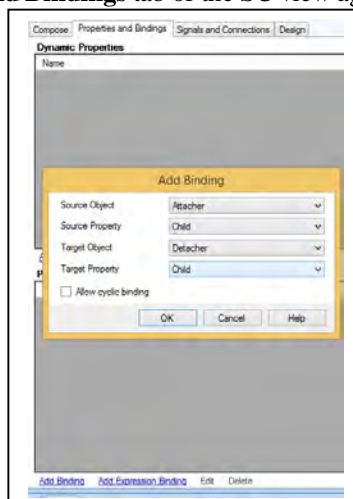 d Bindings tab of the SC view ag
Compose Properties and Bindings Signals and Connections Design
Dynamic Properties
Name
Add Binding
Source Object Attacher
Source Property Child
Target Object Detacher
Target Property Child
Allow cyclic binding
OK Cancel Help
Add Binding Add Expression Binding Edit Delete